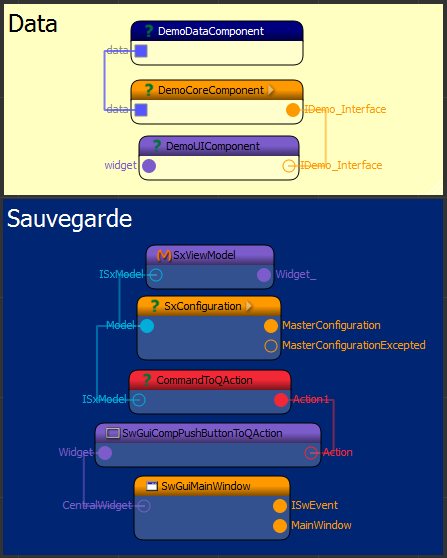 Data
? DemoDataComponent
data
? DemoCoreComponent
data
IDemo_Interface
DemoUIComponent
widget
IDemo_Interface
Sauvegarde
SxViewModel
ISxModel
Widget_
? SxConfiguration
Model
MasterConfiguration
MasterConfigurationExcepted
? CommandToQAction
ISxModel
Action1
SwGuiCompPushButtonToQAction
Widget
Action
SwGuiMainWindow
CentralWidget
ISwEvent
MainWindow